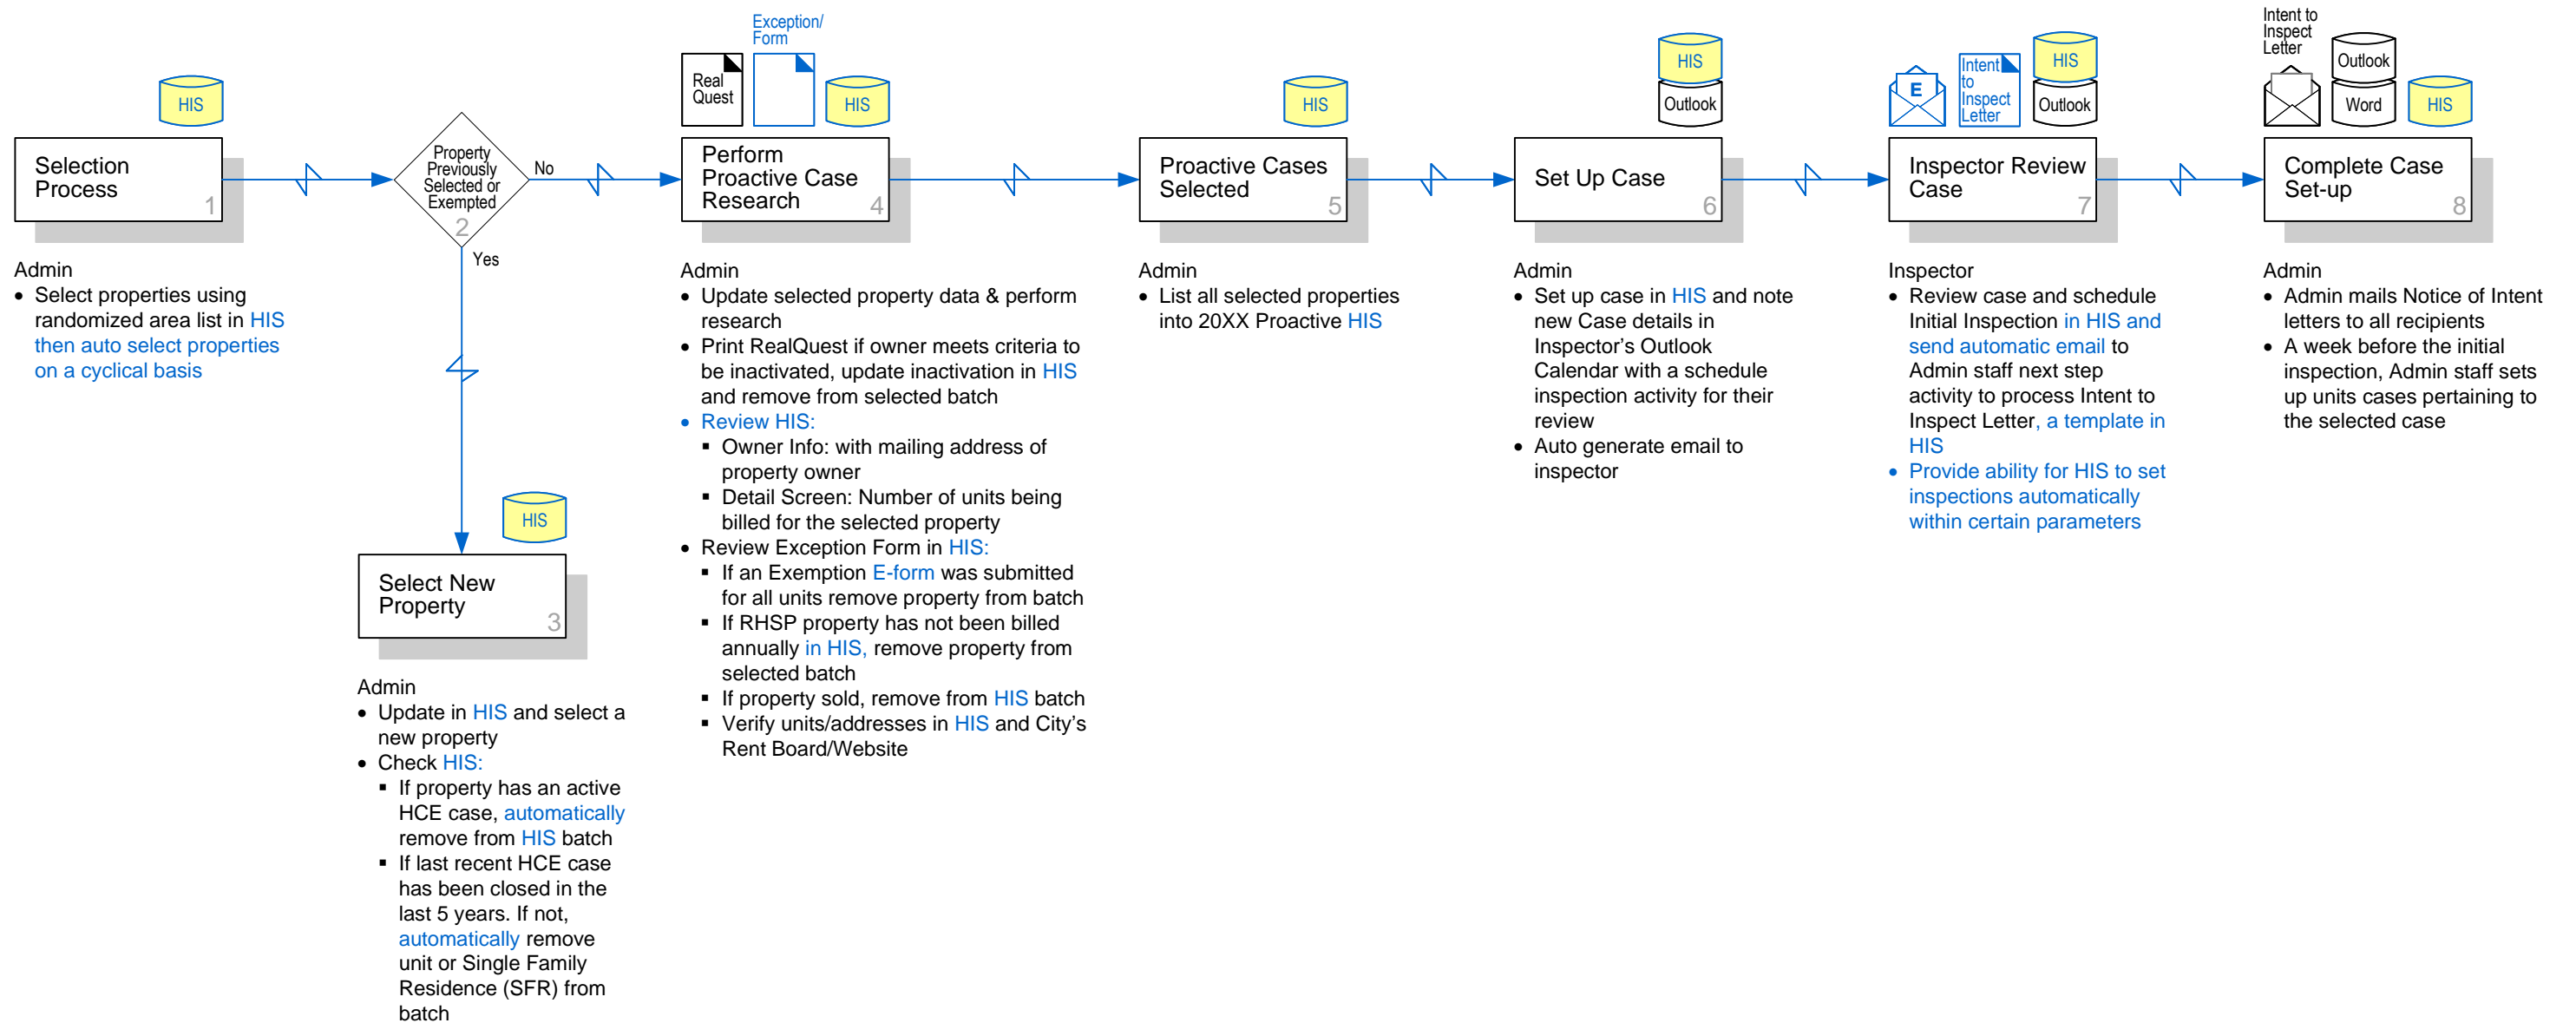 HIS
Selection
Process
1
Admin
• Select properties using
randomized area list in HIS
then auto select properties
on a cyclical basis
Property
Previously
Selected or
Exempted
2
No
Yes
HIS
Select New
Property
3
Admin
• Update in HIS and select a
new property
• Check HIS:
▪ If property has an active
HCE case, automatically
remove from HIS batch
▪ If last recent HCE case
has been closed in the
last 5 years. If not,
automatically remove
unit or Single Family
Residence (SFR) from
batch
Exception/
Form
Real
Quest
HIS
Perform
Proactive Case
Research
4
Admin
• Update selected property data & perform
research
• Print RealQuest if owner meets criteria to
be inactivated, update inactivation in HIS
and remove from selected batch
• Review HIS:
▪ Owner Info: with mailing address of
property owner
▪ Detail Screen: Number of units being
billed for the selected property
• Review Exception Form in HIS:
▪ If an Exemption E-form was submitted
for all units remove property from batch
▪ If RHSP property has not been billed
annually in HIS, remove property from
selected batch
▪ If property sold, remove from HIS batch
▪ Verify units/addresses in HIS and City's
Rent Board/Website
HIS
Proactive Cases
Selected
5
Admin
• List all selected properties
into 20XX Proactive HIS
HIS
Outlook
Set Up Case
6
Admin
• Set up case in HIS and note
new Case details in
Inspector's Outlook
Calendar with a schedule
inspection activity for their
review
• Auto generate email to
inspector
E
Intent
to
Inspect
Letter
HIS
Outlook
Inspector Review
Case
7
Inspector
• Review case and schedule
Initial Inspection in HIS and
send automatic email to
Admin staff next step
activity to process Intent to
Inspect Letter, a template in
HIS
• Provide ability for HIS to set
inspections automatically
within certain parameters
Intent to
Inspect
Letter
Outlook
Word
HIS
Complete Case
Set-up
8
Admin
• Admin mails Notice of Intent
letters to all recipients
• A week before the initial
inspection, Admin staff sets
up units cases pertaining to
the selected case